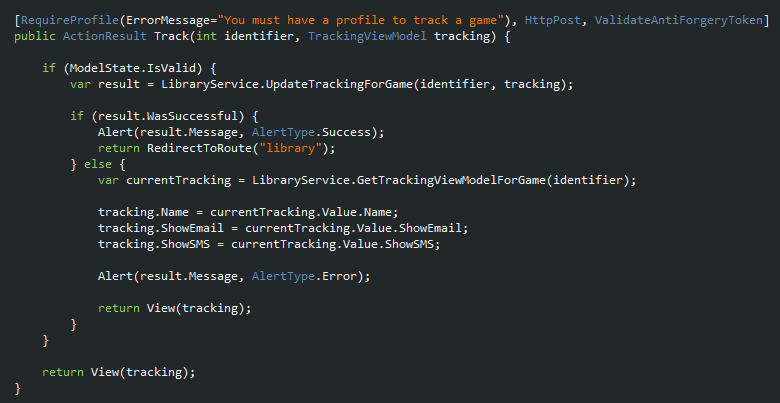 [RequireProfile(ErrorMessage="You must have a profile to track a game"), HttpPost, ValidateAntiForgeryToken]
public ActionResult Track(int identifier, TrackingViewModel tracking) {

    if (ModelState.IsValid) {
        var result = LibraryService.UpdateTrackingForGame(identifier, tracking);

        if (result.WasSuccessful) {
            Alert(result.Message, AlertType.Success);
            return RedirectToRoute("library");
        } else {
            var currentTracking = LibraryService.GetTrackingViewModelForGame(identifier);

            tracking.Name = currentTracking.Value.Name;
            tracking.ShowEmail = currentTracking.Value.ShowEmail;
            tracking.ShowSMS = currentTracking.Value.ShowSMS;

            Alert(result.Message, AlertType.Error);

            return View(tracking);
        }
    }

    return View(tracking);
}